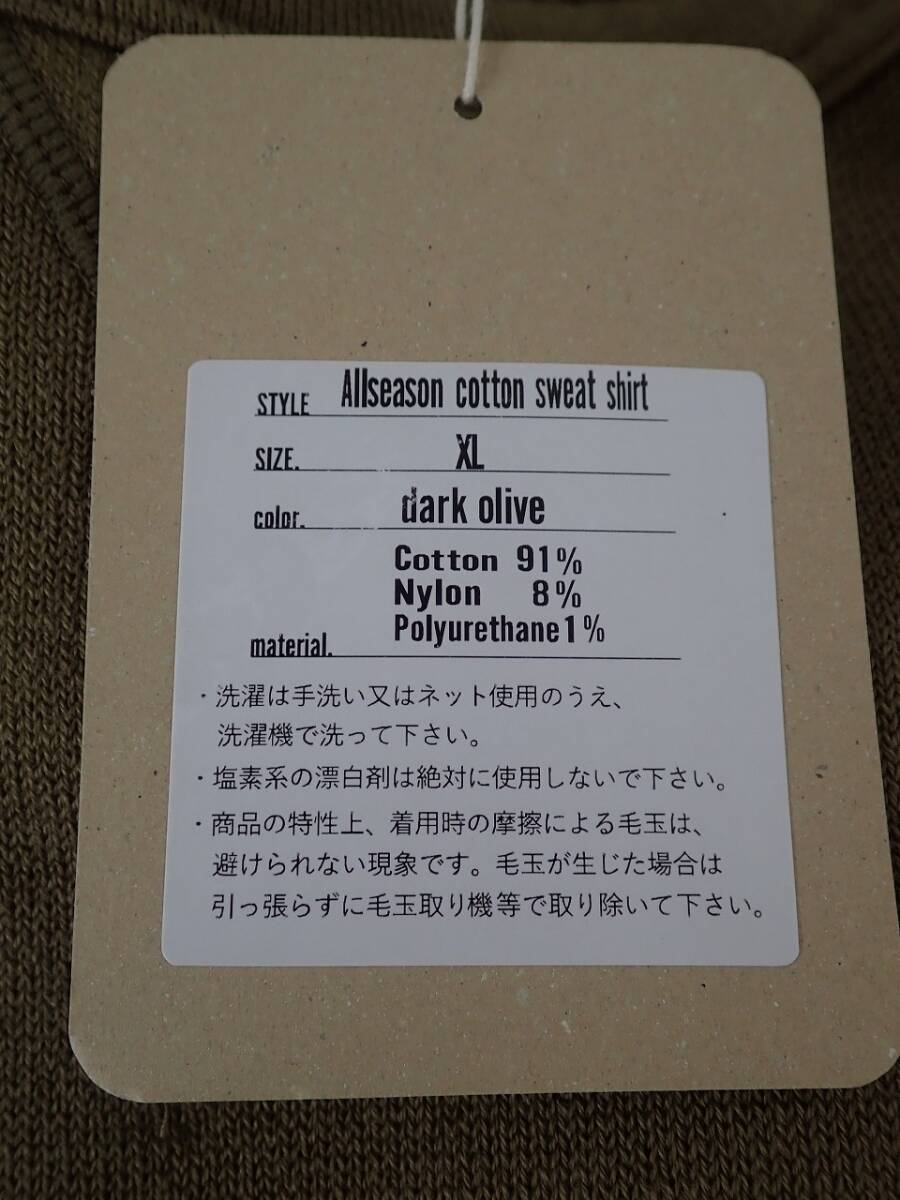 STYLE Allseason cotton sweat shirt
SIZE. XL
color. dark olive
Cotton 91%
Nylon 8%
material. Polyurethane 1%
・洗濯は手洗い又はネット使用のうえ、
洗濯機で洗って下さい。
・塩素系の漂白剤は絶対に使用しないで下さい。
・商品の特性上、着用時の摩擦による毛玉は、
避けられない現象です。毛玉が生じた場合は
引っ張らずに毛玉取り機等で取り除いて下さい。